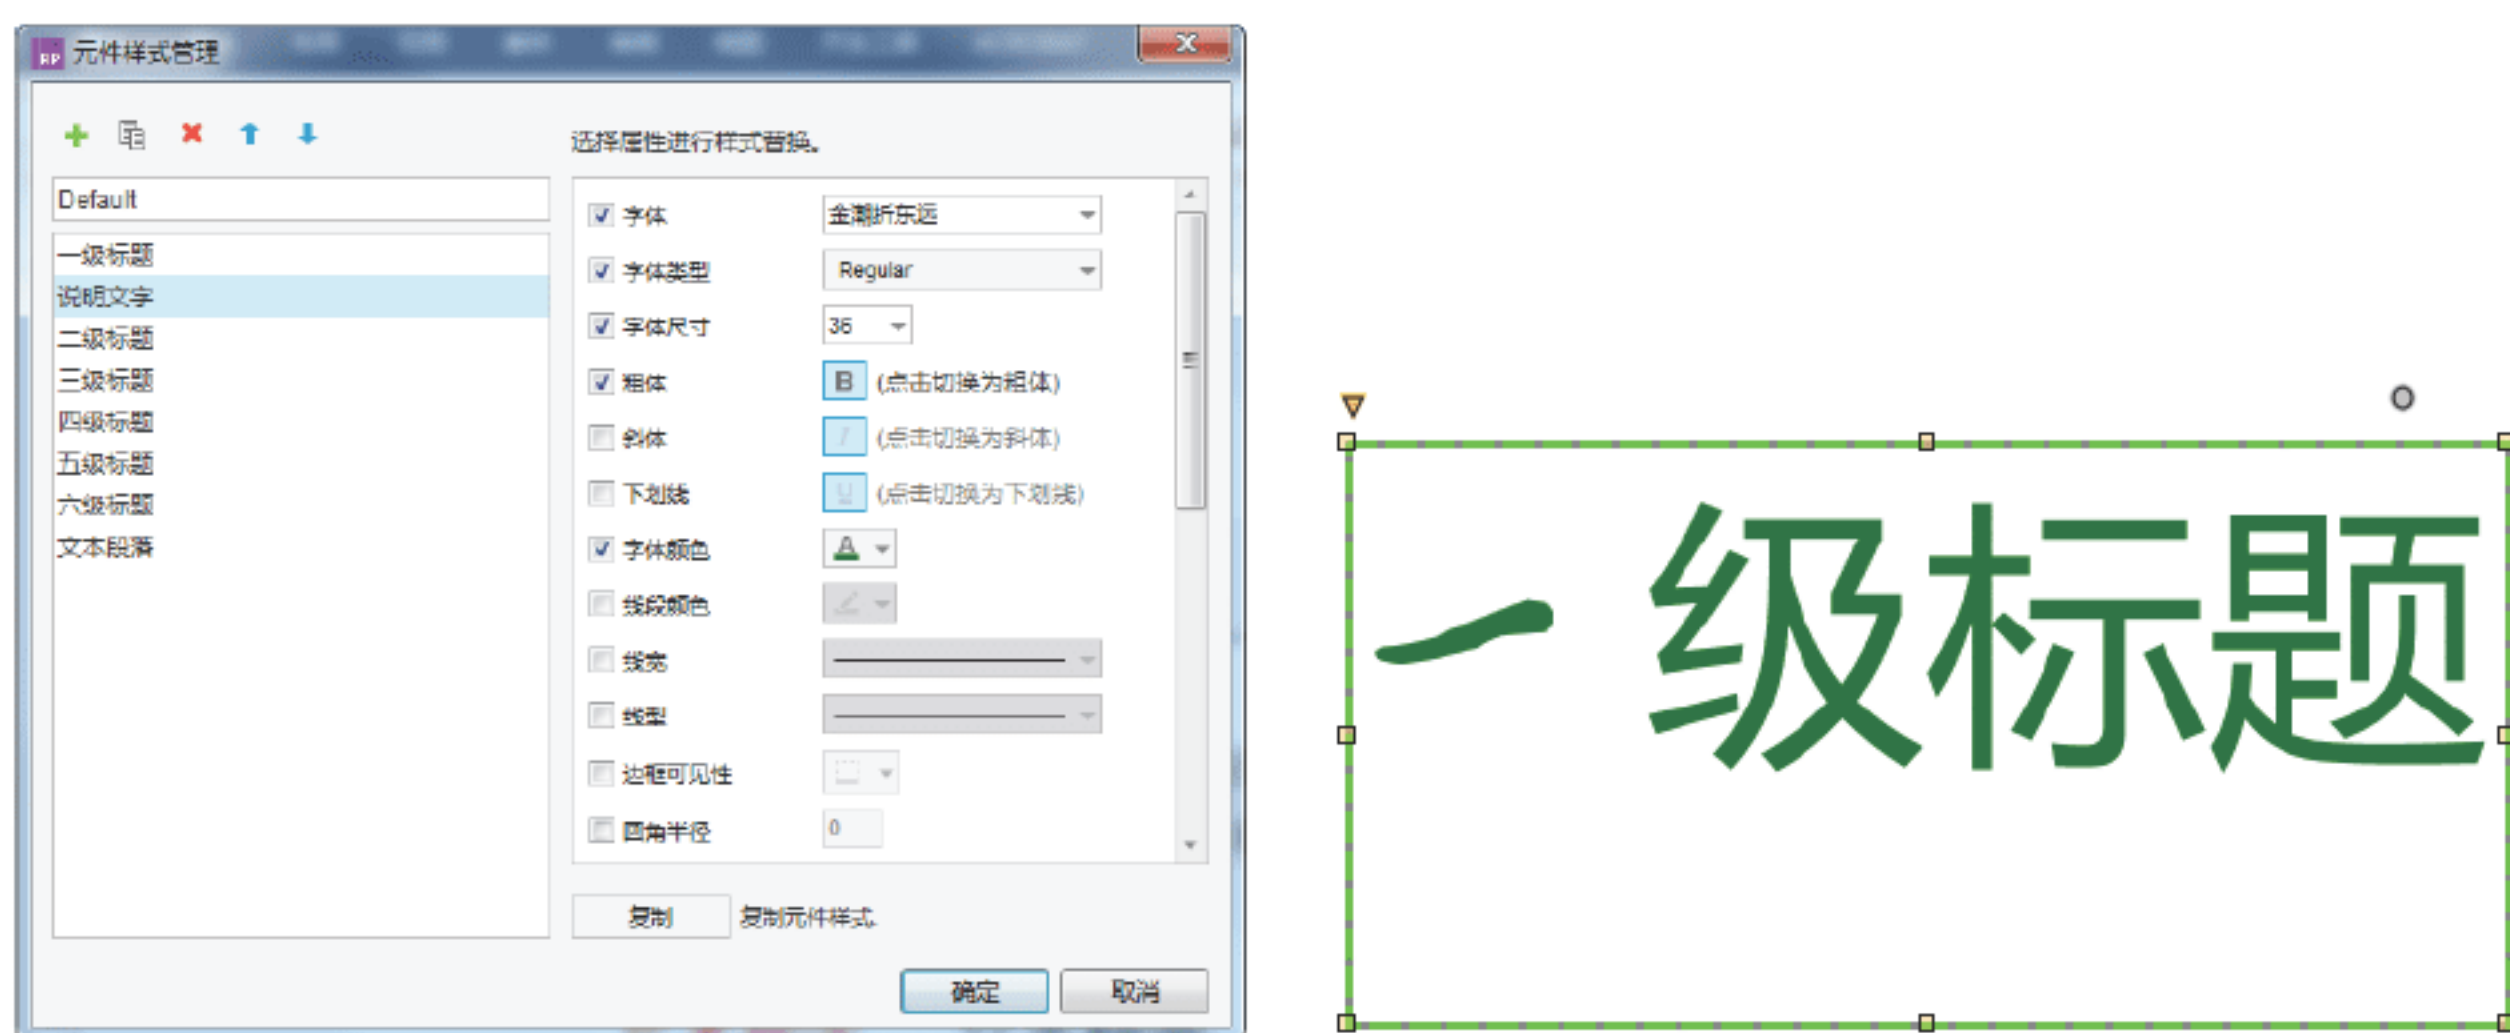 RP 元件样式管理
选择属性进行样式替换。
Default
一级标题
说明文字
二级标题
三级标题
四级标题
五级标题
六级标题
文本段落
字体 金潮折东远
字体类型 Regular
字体尺寸 36
粗体 B (点击切换为粗体)
斜体 I (点击切换为斜体)
下划线 U (点击切换为下划线)
字体颜色 A
线段颜色
线宽
线型
边框可见性
圆角半径 0
复制 复制元件样式.
确定 取消
一级标题